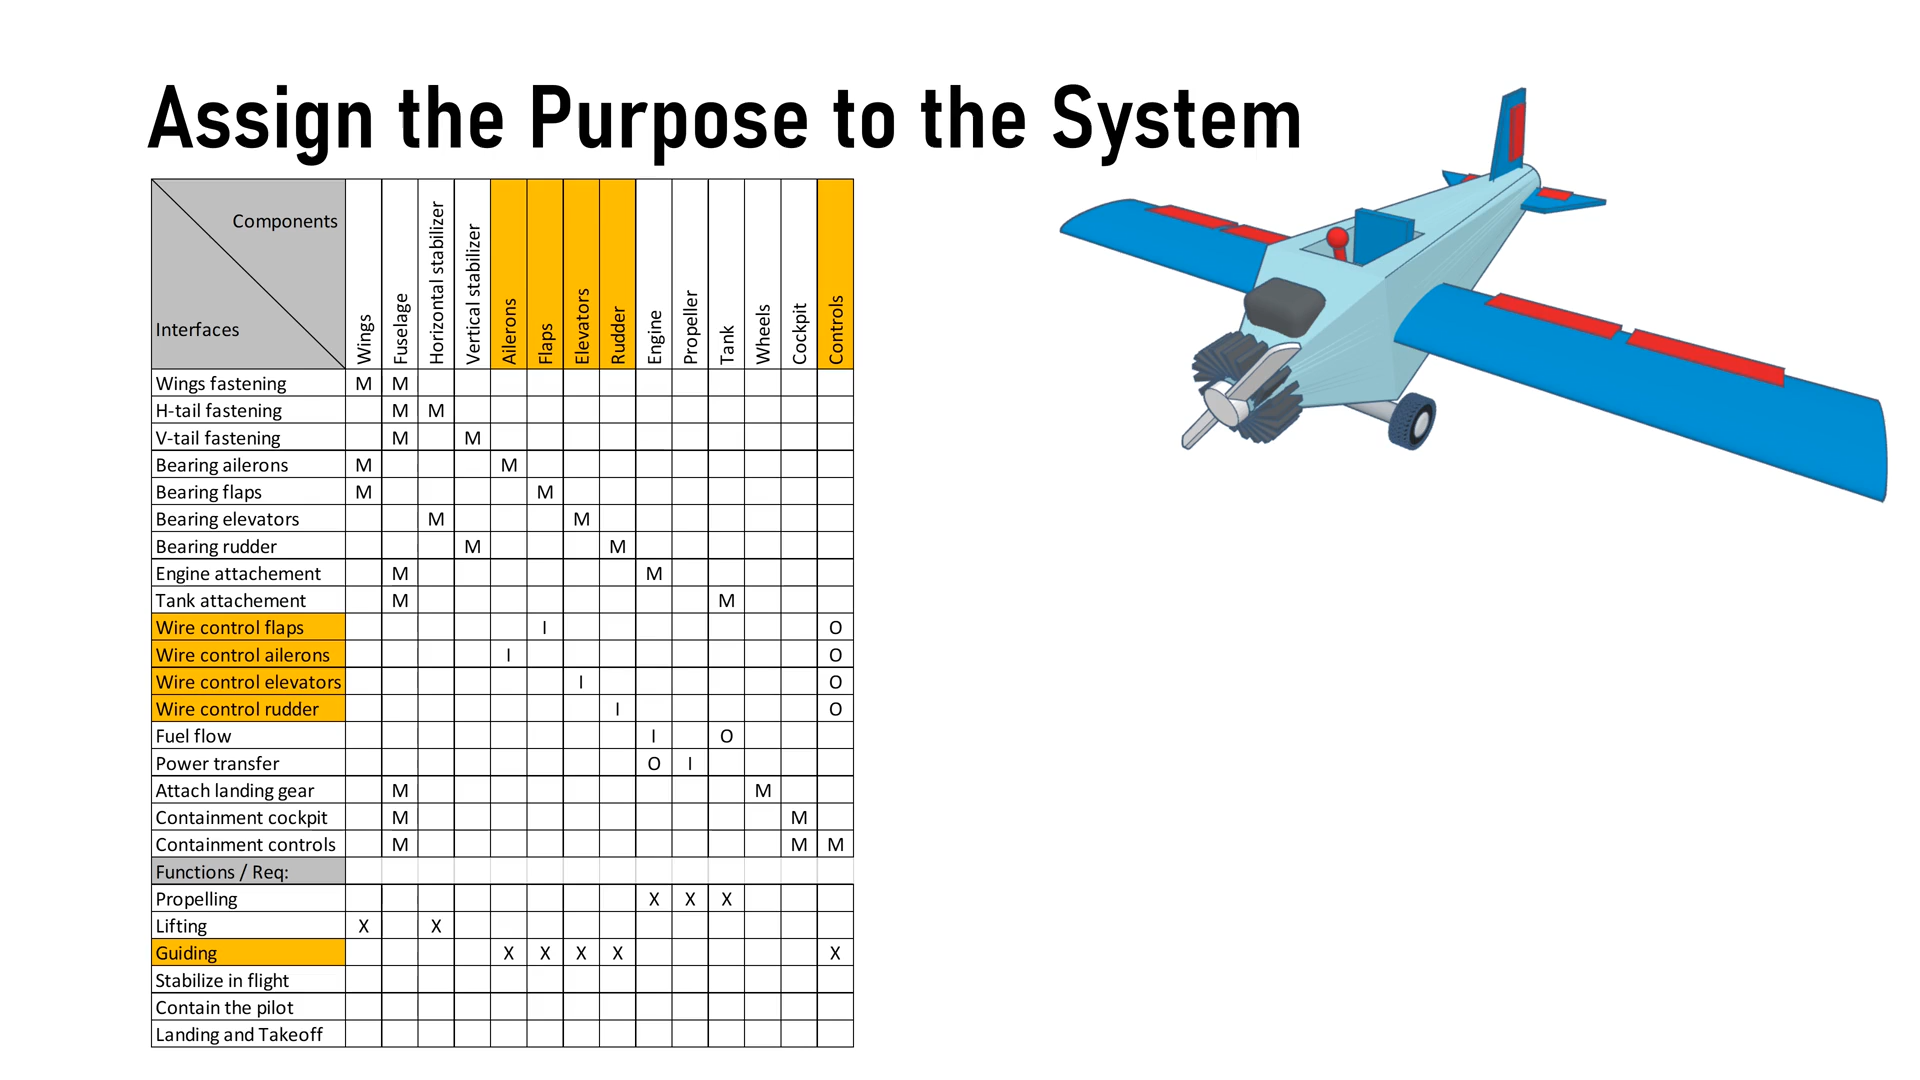 Assign the Purpose to the System
Components
Interfaces
Wings
Fuselage
Horizontal stabilizer
Vertical stabilizer
Ailerons
Flaps
Elevators
Rudder
Engine
Propeller
Tank
Wheels
Cockpit
Controls
Wings fastening M M
H-tail fastening M M
V-tail fastening M M
Bearing ailerons M M
Bearing flaps M M
Bearing elevators M M
Bearing rudder M M
Engine attachement M M
Tank attachement M M
Wire control flaps I O
Wire control ailerons I O
Wire control elevators I O
Wire control rudder I O
Fuel flow I O
Power transfer O I
Attach landing gear M M
Containment cockpit M M
Containment controls M M M
Functions / Req:
Propelling X X X
Lifting X X
Guiding X X X X X
Stabilize in flight
Contain the pilot
Landing and Takeoff